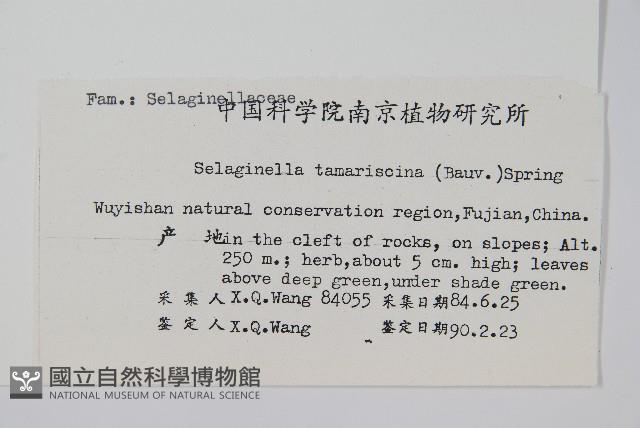 Fam.: Selaginellaceae
中国科学院南京植物研究所
Selaginella tamariscina (Bauv.)Spring
Wuyishan natural conservation region,Fujian,China.
产 地in the cleft of rocks, on slopes; Alt.
250 m.; herb,about 5 cm. high; leaves
above deep green,under shade green.
采集人X.Q.Wang 84055 采集日期84.6.25
鉴定人X.Q.Wang 鉴定日期90.2.23
國立自然科學博物館
NATIONAL MUSEUM OF NATURAL SCIENCE